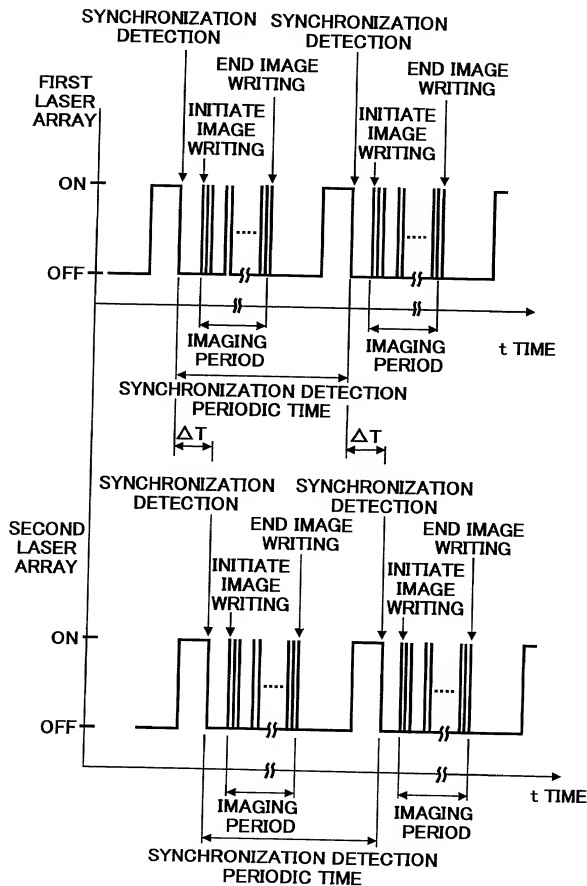 SYNCHRONIZATION
DETECTION
SYNCHRONIZATION
DETECTION
FIRST
LASER
ARRAY
END IMAGE
WRITING
END IMAGE
WRITING
INITIATE
IMAGE
WRITING
INITIATE
IMAGE
WRITING
ON
OFF
IMAGING
PERIOD
IMAGING
PERIOD
t TIME
SYNCHRONIZATION DETECTION
PERIODIC TIME
ΔT
ΔT
SYNCHRONIZATION
DETECTION
SYNCHRONIZATION
DETECTION
SECOND
LASER
ARRAY
END IMAGE
WRITING
END IMAGE
WRITING
INITIATE
IMAGE
WRITING
INITIATE
IMAGE
WRITING
ON
OFF
IMAGING
PERIOD
IMAGING
PERIOD
t TIME
SYNCHRONIZATION DETECTION
PERIODIC TIME